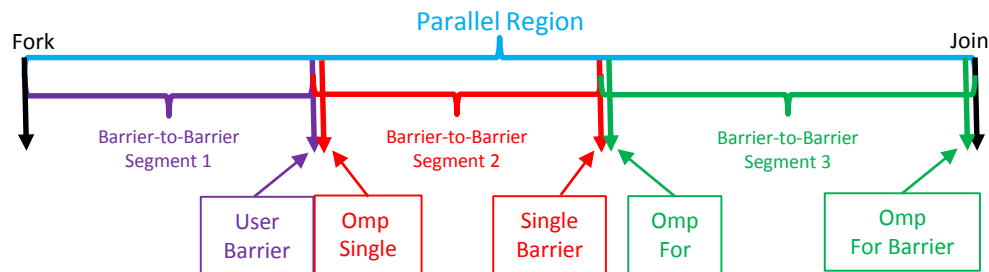 Parallel Region
Fork
Join
Barrier-to-Barrier
Segment 1
Barrier-to-Barrier
Segment 2
Barrier-to-Barrier
Segment 3
User
Barrier
Omp
Single
Single
Barrier
Omp
For
Omp
For Barrier